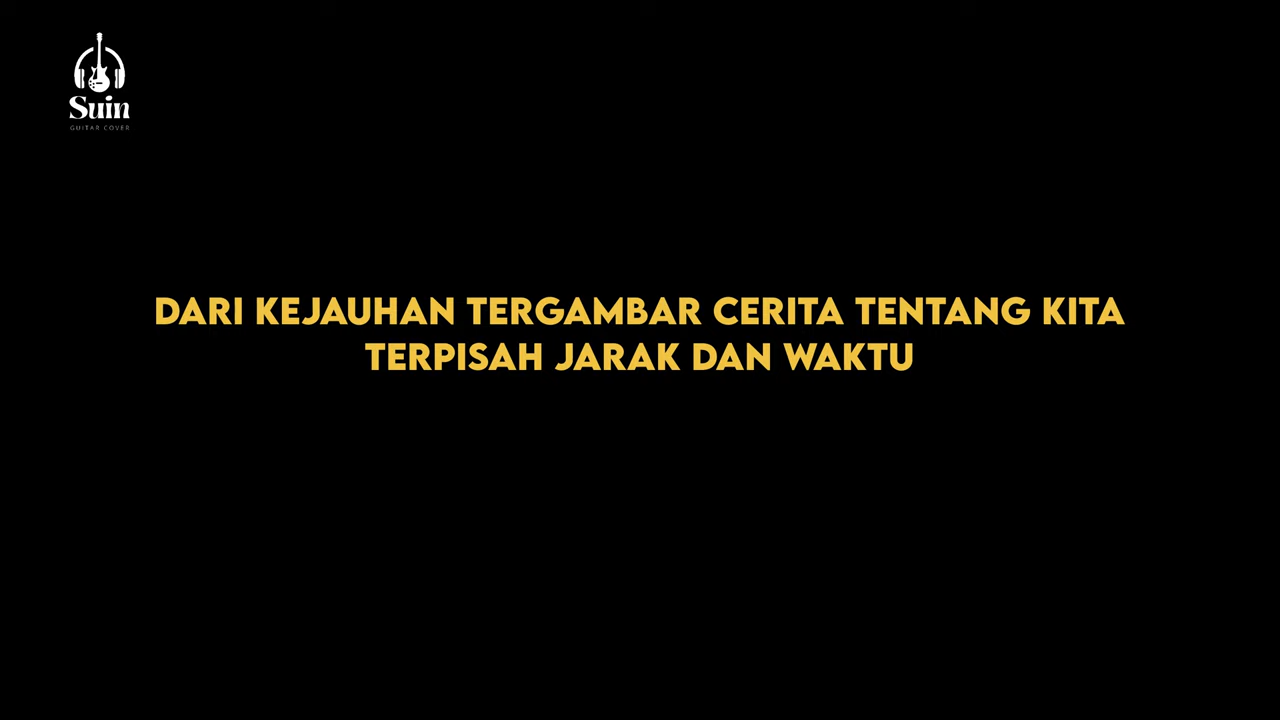 Suin
GUITAR COVER
DARI KEJAUHAN TERGAMBAR CERITA TENTANG KITA
TERPISAH JARAK DAN WAKTU